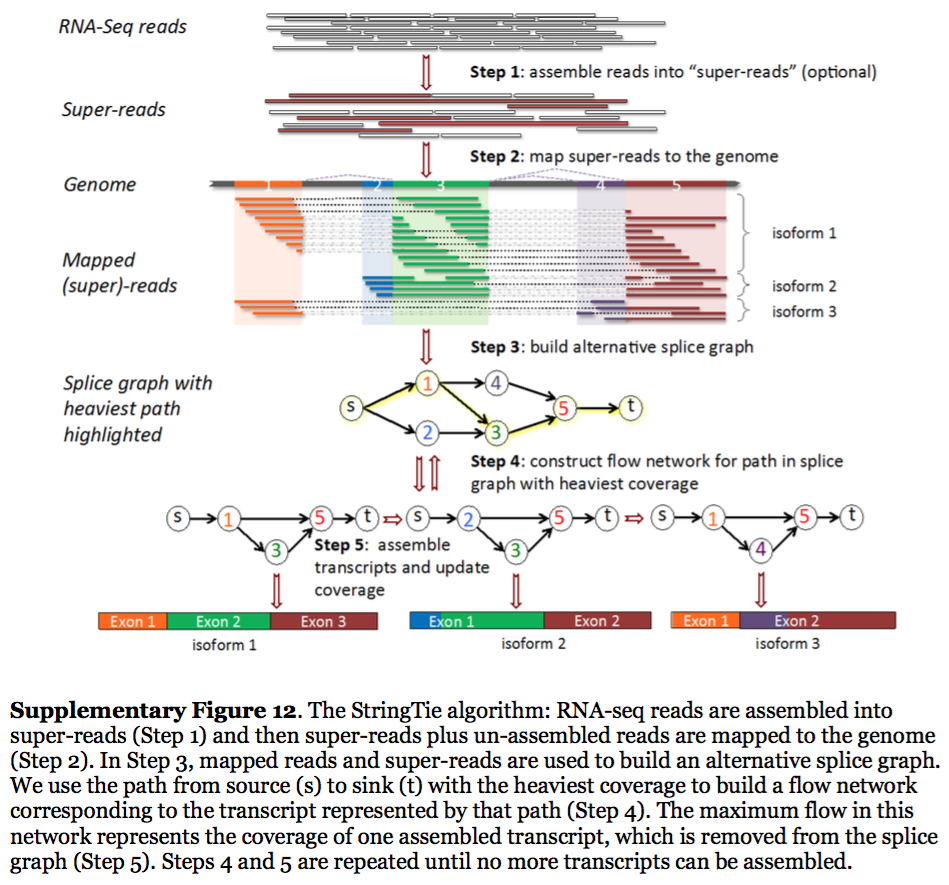 RNA-Seq reads
Step 1: assemble reads into “super-reads” (optional)
Super-reads
Step 2: map super-reads to the genome
Genome
1 2 3 4 5
isoform 1
Mapped
(super)-reads
isoform 2
isoform 3
Step 3: build alternative splice graph
Splice graph with
heaviest path
highlighted
1 4
s 5 t
2 3
Step 4: construct flow network for path in splice
graph with heaviest coverage
s 1 5 t s 2 5 t s 1 5 t
3 3 4
Step 5: assemble
transcripts and update
coverage
Exon 1 Exon 2 Exon 3 Exon 1 Exon 2 Exon 1 Exon 2
isoform 1 isoform 2 isoform 3
Supplementary Figure 12. The StringTie algorithm: RNA-seq reads are assembled into
super-reads (Step 1) and then super-reads plus un-assembled reads are mapped to the genome
(Step 2). In Step 3, mapped reads and super-reads are used to build an alternative splice graph.
We use the path from source (s) to sink (t) with the heaviest coverage to build a flow network
corresponding to the transcript represented by that path (Step 4). The maximum flow in this
network represents the coverage of one assembled transcript, which is removed from the splice
graph (Step 5). Steps 4 and 5 are repeated until no more transcripts can be assembled.